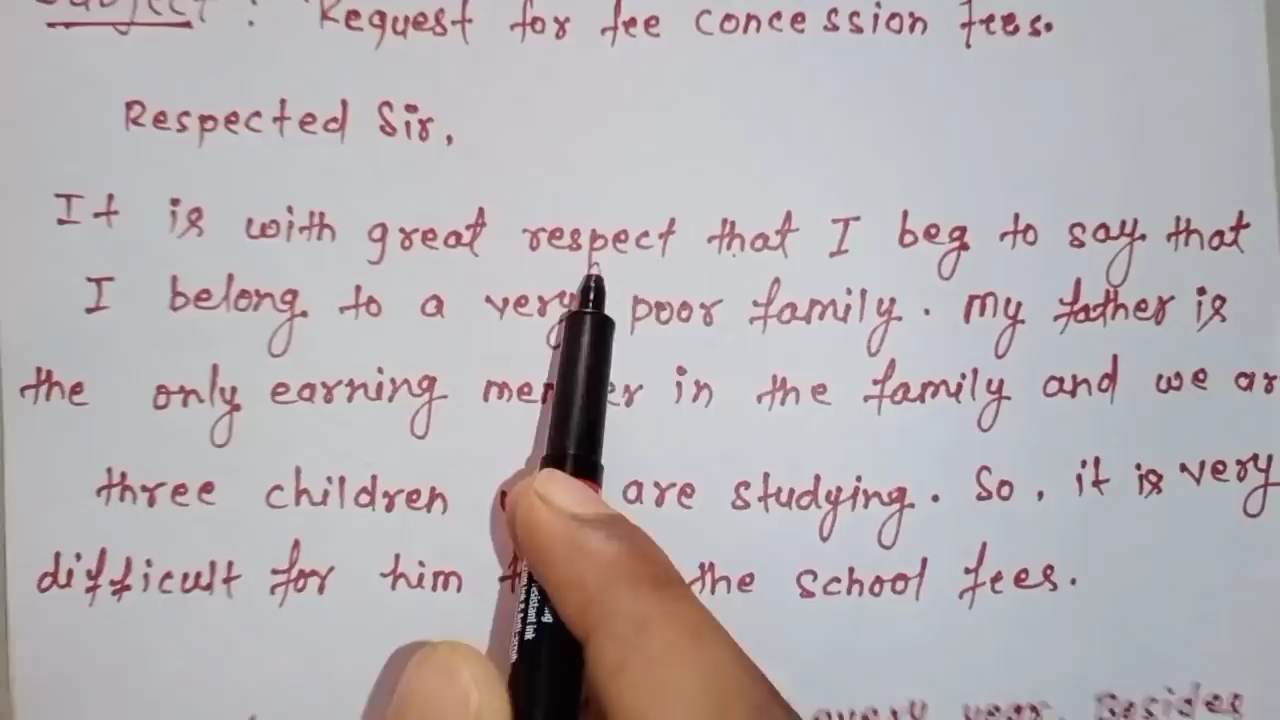 Subject : Request for fee concession fees.
Respected Sir,
It is with great respect that I beg to say that
I belong to a very poor family. My father is
the only earning member in the family and we ar
three children are studying. So, it is very
difficult for him the school fees.
every year. Besides